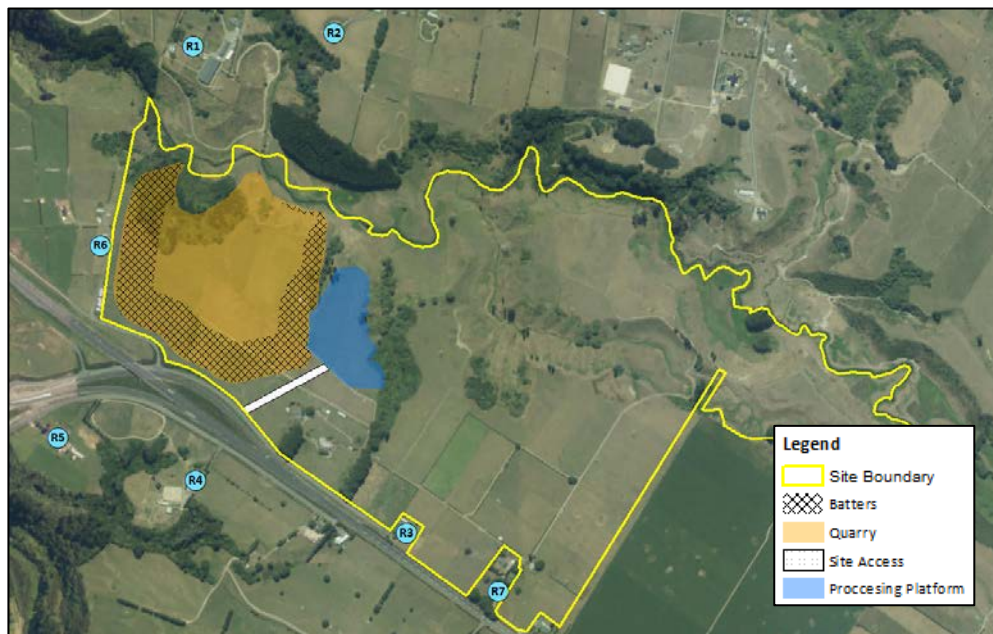 R1
R2
R6
R5
R4
R3
R7
Legend
Site Boundary
Batters
Quarry
Site Access
Proccesing Platform